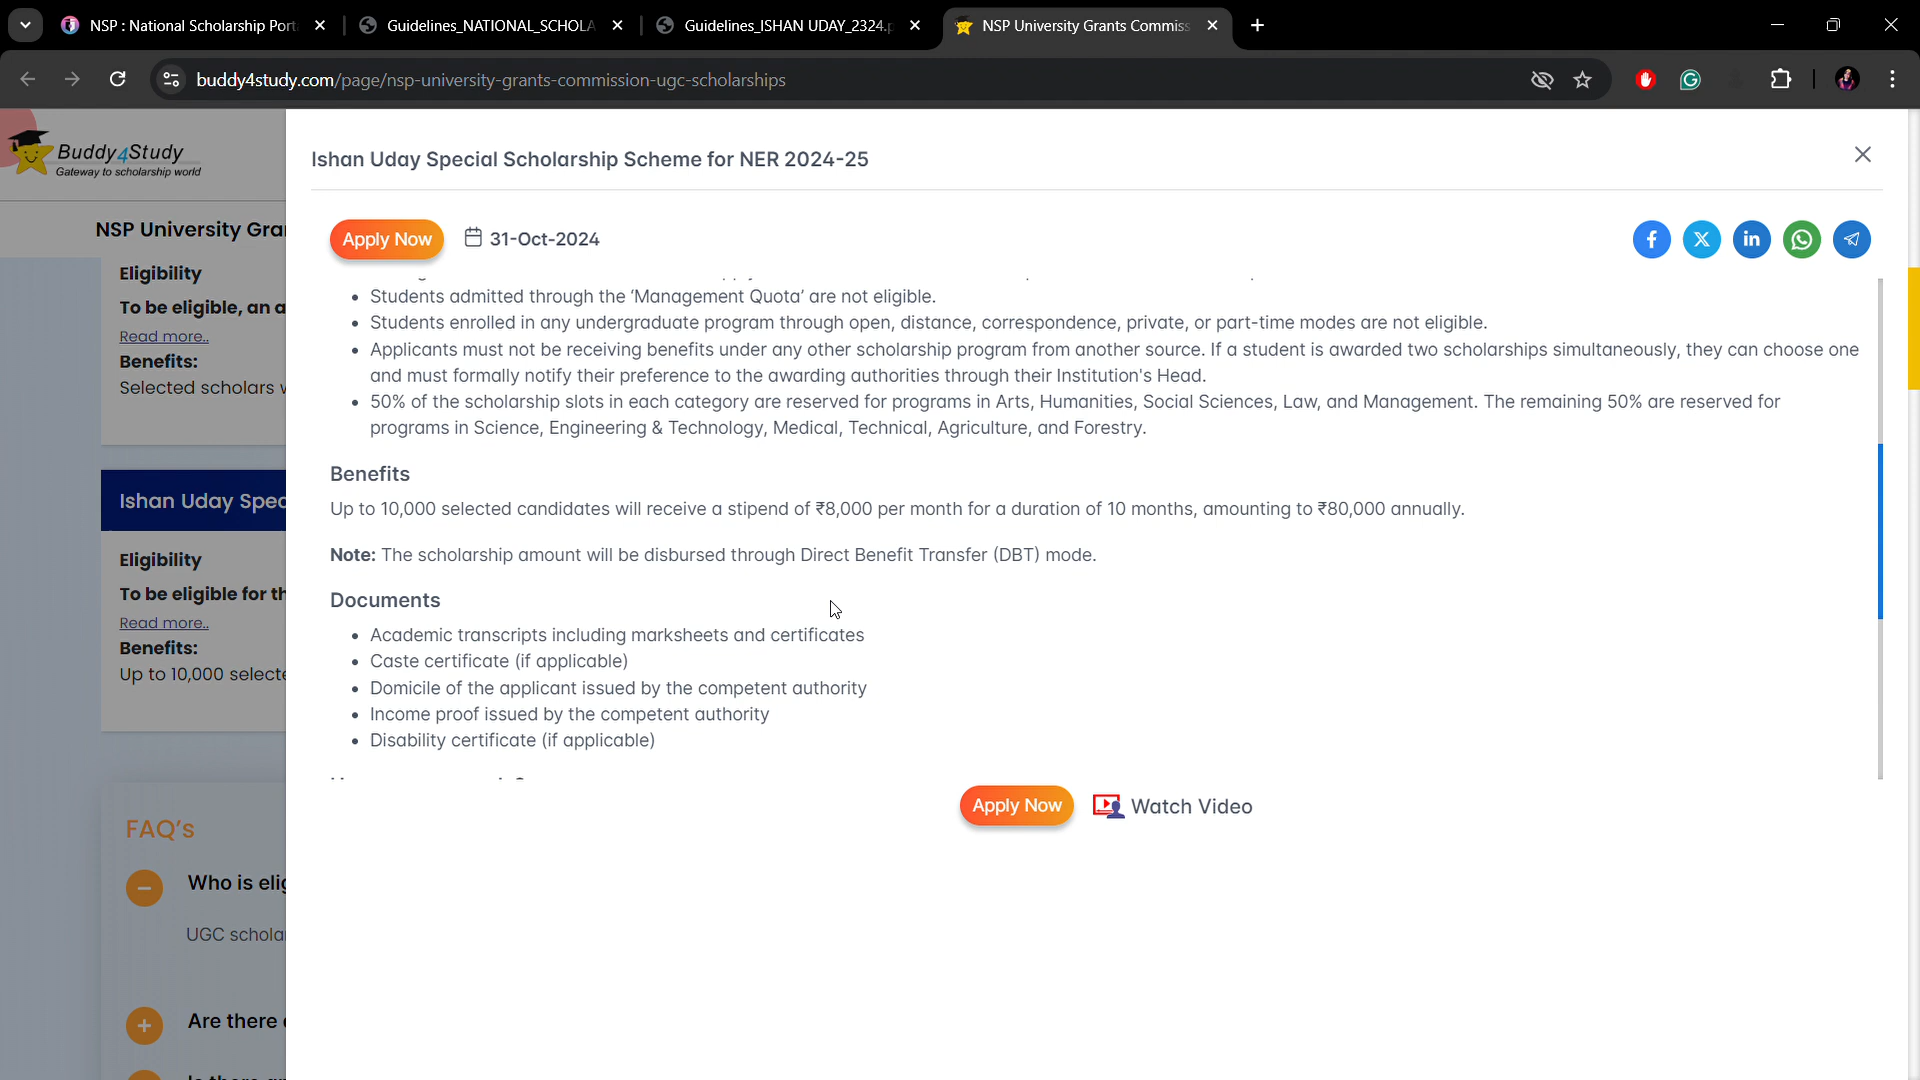 NSP : National Scholarship Port
Guidelines_NATIONAL_SCHOLA
Guidelines_ISHAN UDAY_2324.p
NSP University Grants Commiss
buddy4study.com/page/nsp-university-grants-commission-ugc-scholarships
Buddy4Study
Gateway to scholarship world
NSP University Gra
Eligibility
To be eligible, an a
Read more..
Benefits:
Selected scholars w
Ishan Uday Spec
Eligibility
To be eligible for th
Read more..
Benefits:
Up to 10,000 selecte
FAQ's
Who is elig
UGC schola
Are there
Ishan Uday Special Scholarship Scheme for NER 2024-25
Apply Now
31-Oct-2024
Students admitted through the ‘Management Quota’ are not eligible.
Students enrolled in any undergraduate program through open, distance, correspondence, private, or part-time modes are not eligible.
Applicants must not be receiving benefits under any other scholarship program from another source. If a student is awarded two scholarships simultaneously, they can choose one
and must formally notify their preference to the awarding authorities through their Institution's Head.
50% of the scholarship slots in each category are reserved for programs in Arts, Humanities, Social Sciences, Law, and Management. The remaining 50% are reserved for
programs in Science, Engineering & Technology, Medical, Technical, Agriculture, and Forestry.
Benefits
Up to 10,000 selected candidates will receive a stipend of ₹8,000 per month for a duration of 10 months, amounting to ₹80,000 annually.
Note: The scholarship amount will be disbursed through Direct Benefit Transfer (DBT) mode.
Documents
Academic transcripts including marksheets and certificates
Caste certificate (if applicable)
Domicile of the applicant issued by the competent authority
Income proof issued by the competent authority
Disability certificate (if applicable)
Apply Now
Watch Video